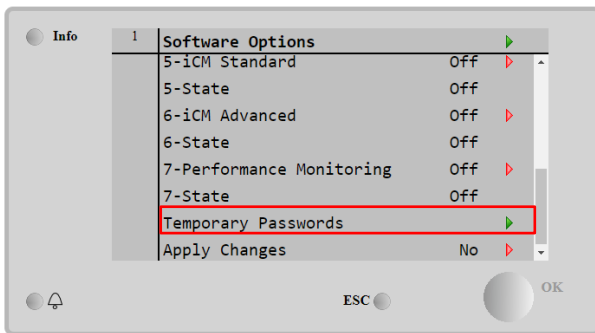 Info
1 Software Options
5-iCM Standard Off
5-State Off
6-iCM Advanced Off
6-State Off
7-Performance Monitoring Off
7-State Off
Temporary Passwords
Apply Changes No
ESC
OK